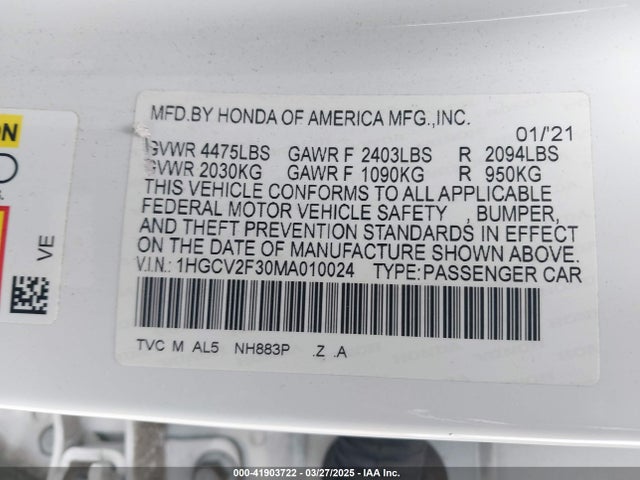 MFD.BY HONDA OF AMERICA MFG.,INC.
01/'21
GVWR 4475LBS GAWR F 2403LBS R 2094LBS
GVWR 2030KG GAWR F 1090KG R 950KG
THIS VEHICLE CONFORMS TO ALL APPLICABLE
FEDERAL MOTOR VEHICLE SAFETY , BUMPER,
AND THEFT PREVENTION STANDARDS IN EFFECT
ON THE DATE OF MANUFACTURE SHOWN ABOVE.
V.I.N.: 1HGCV2F30MA010024 TYPE:PASSENGER CAR
TVC M AL5 NH883P .Z .A
VE
000-41903722 — 03/27/2025 — IAA Inc.